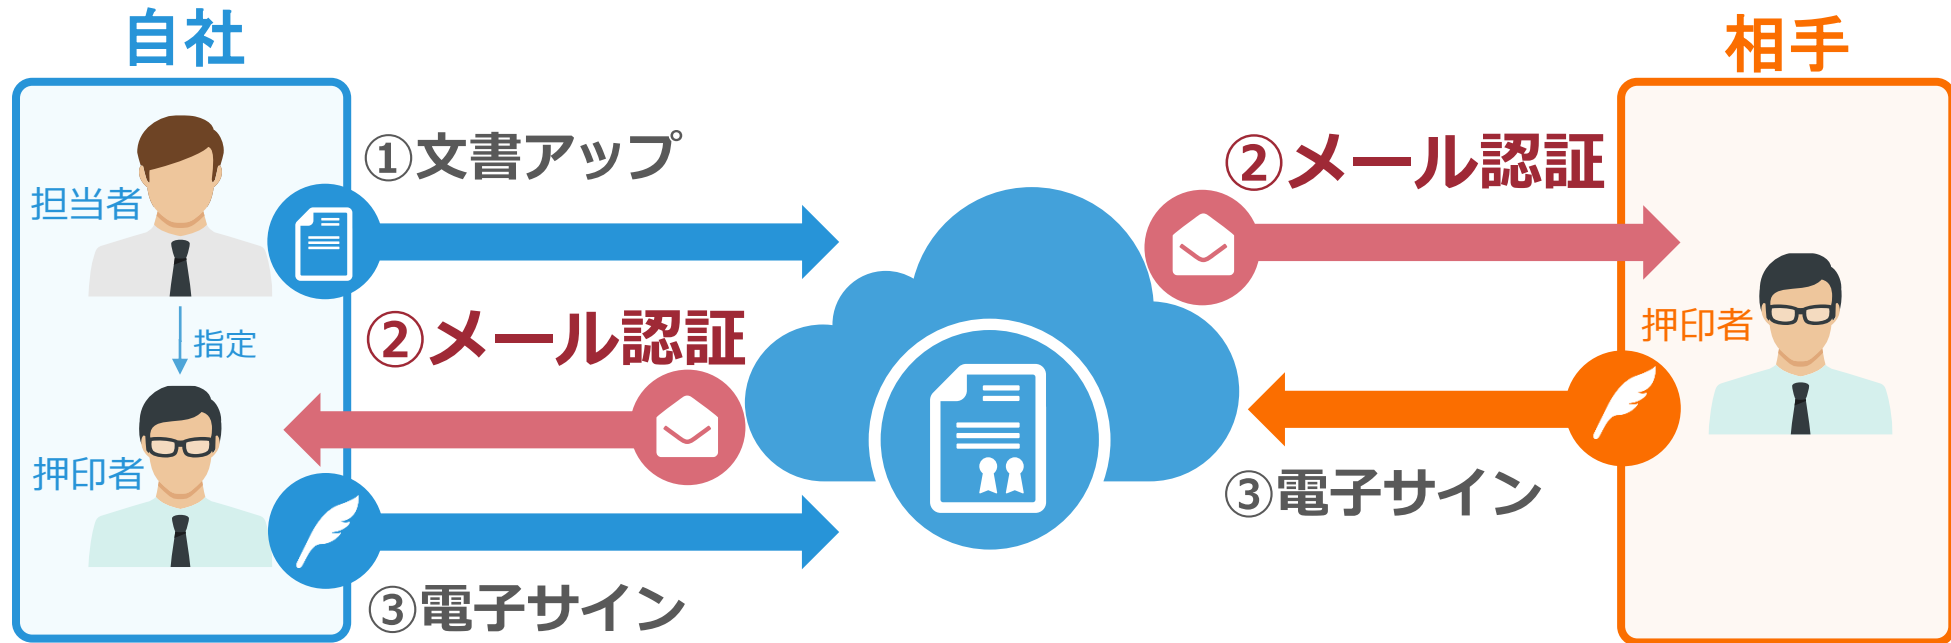 自社
相手
担当者
①文書アップ
②メール認証
指定
②メール認証
押印者
押印者
③電子サイン
③電子サイン